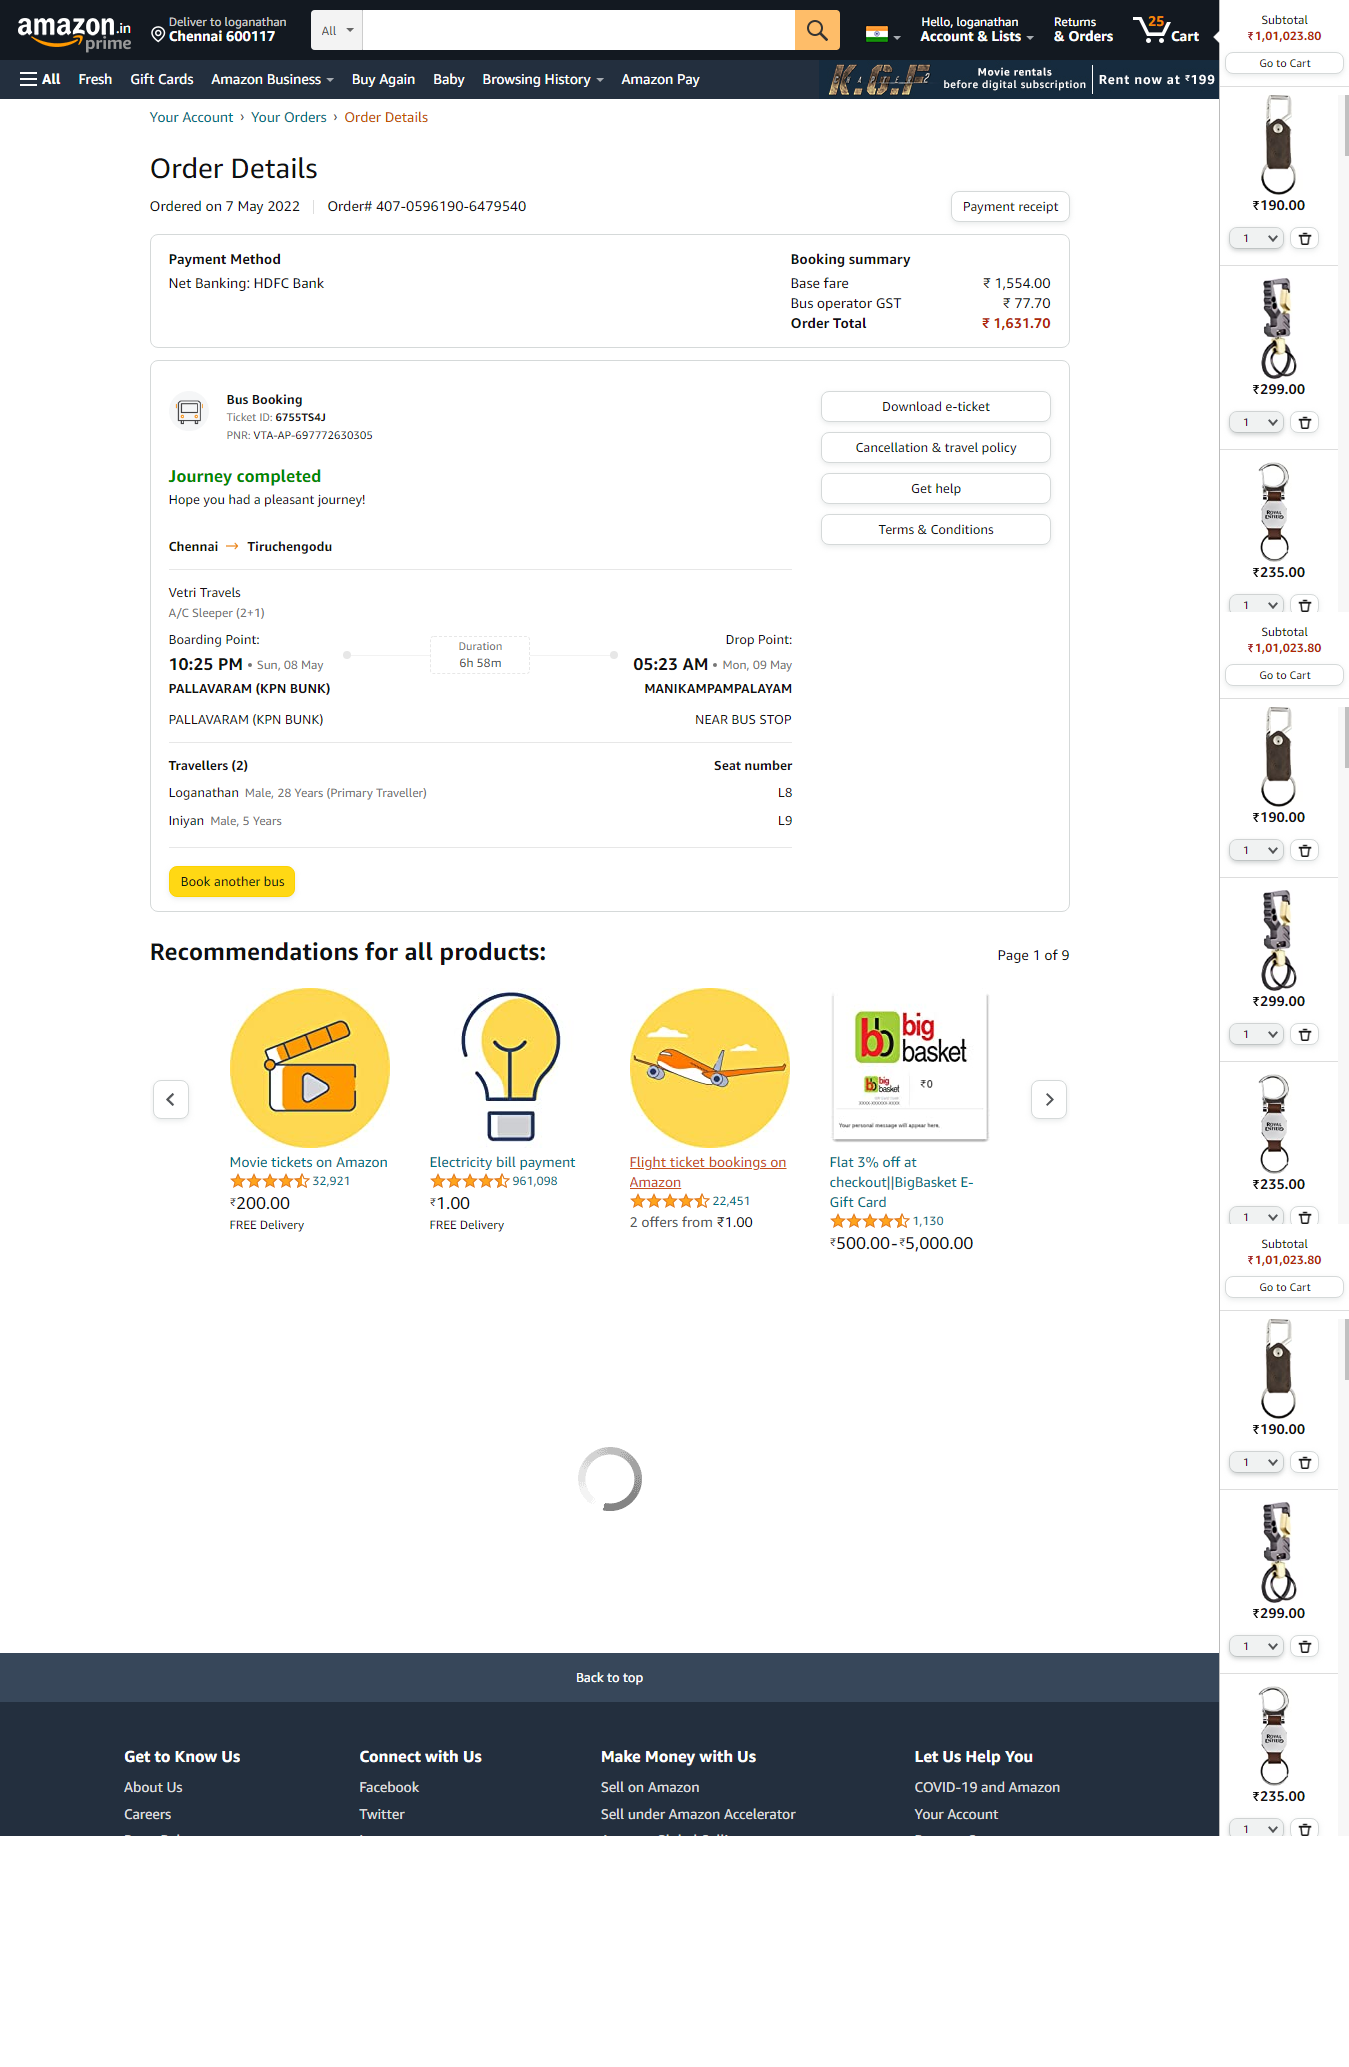 amazon.in
prime
Deliver to loganathan
Chennai 600117
All
Hello, loganathan
Account & Lists
Returns
& Orders
25
Cart
All
Fresh
Gift Cards
Amazon Business
Buy Again
Baby
Browsing History
Amazon Pay
K.G.F
CHAPTER 2
Movie rentals
before digital subscription
Rent now at ₹199
Your Account › Your Orders › Order Details
Order Details
Ordered on 7 May 2022
Order# 407-0596190-6479540
Payment receipt
Payment Method
Net Banking: HDFC Bank
Booking summary
Base fare ₹ 1,554.00
Bus operator GST ₹ 77.70
Order Total ₹ 1,631.70
Bus Booking
Ticket ID: 6755TS4J
PNR: VTA-AP-697772630305
Journey completed
Hope you had a pleasant journey!
Chennai → Tiruchengodu
Download e-ticket
Cancellation & travel policy
Get help
Terms & Conditions
Vetri Travels
A/C Sleeper (2+1)
Boarding Point:
10:25 PM • Sun, 08 May
PALLAVARAM (KPN BUNK)
PALLAVARAM (KPN BUNK)
Duration
6h 58m
Drop Point:
05:23 AM • Mon, 09 May
MANIKAMPAMPALAYAM
NEAR BUS STOP
Travellers (2) Seat number
Loganathan Male, 28 Years (Primary Traveller) L8
Iniyan Male, 5 Years L9
Book another bus
Recommendations for all products:
Page 1 of 9
Movie tickets on Amazon
32,921
₹200.00
FREE Delivery
Electricity bill payment
961,098
₹1.00
FREE Delivery
Flight ticket bookings on
Amazon
22,451
2 offers from ₹1.00
bb big
basket
bb big
basket
₹0
Your personal message will appear here.
Flat 3% off at
checkout||BigBasket E-
Gift Card
1,130
₹500.00-₹5,000.00
Back to top
Get to Know Us
About Us
Careers
Connect with Us
Facebook
Twitter
Make Money with Us
Sell on Amazon
Sell under Amazon Accelerator
Let Us Help You
COVID-19 and Amazon
Your Account
Subtotal
₹1,01,023.80
Go to Cart
₹190.00
1
₹299.00
1
ROYAL
ENFIELD
₹235.00
1
Subtotal
₹1,01,023.80
Go to Cart
₹190.00
1
₹299.00
1
ROYAL
ENFIELD
₹235.00
1
Subtotal
₹1,01,023.80
Go to Cart
₹190.00
1
₹299.00
1
ROYAL
ENFIELD
₹235.00
1